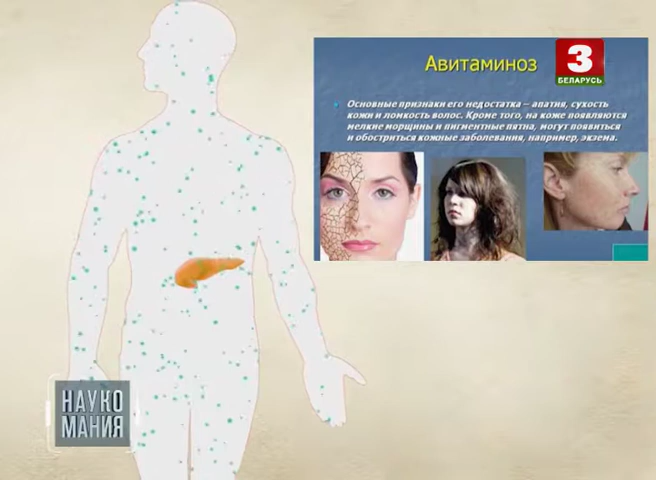 Авитаминоз
3
БЕЛАРУСЬ
Основные признаки его недостатка – апатия, сухость
кожи и ломкость волос. Кроме того, на коже появляются
мелкие морщины и пигментные пятна, могут появиться
и обостриться кожные заболевания, например, экзема.
НАУКО
МАНИЯ